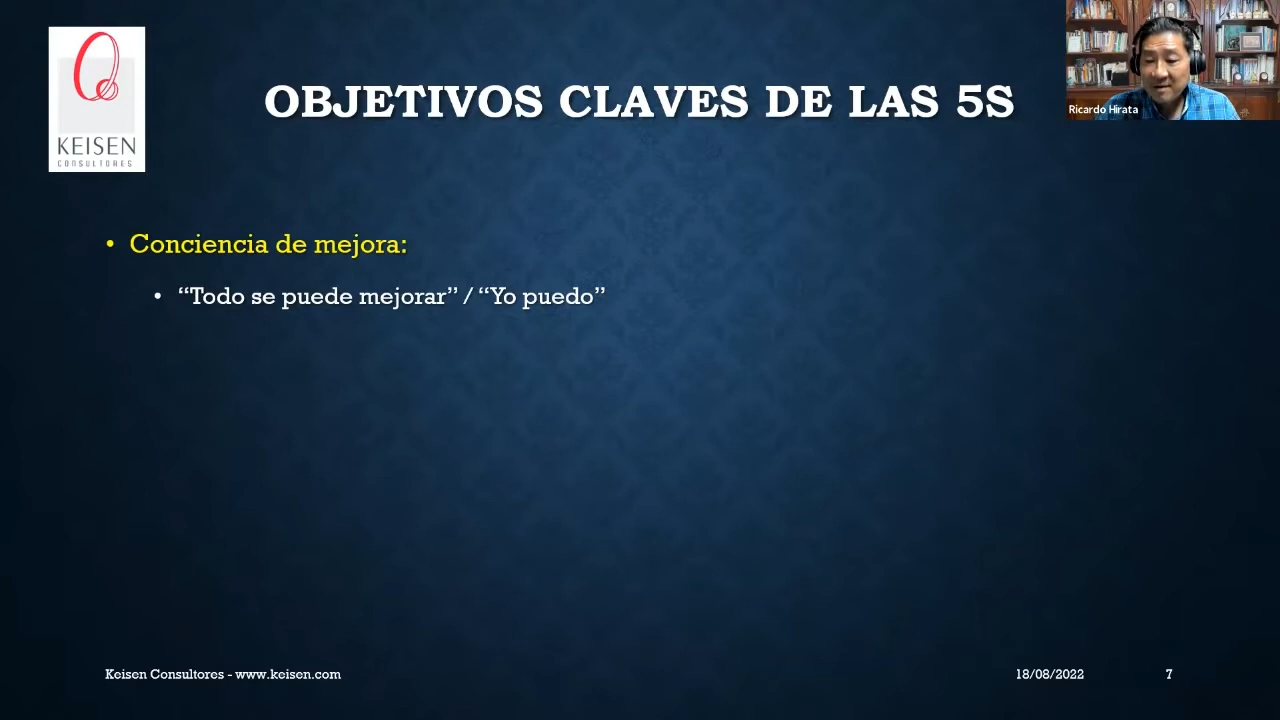 KEISEN
CONSULTORES
OBJETIVOS CLAVES DE LAS 5S
Ricardo Hirata
• Conciencia de mejora:
• “Todo se puede mejorar” / “Yo puedo”
Keisen Consultores - www.keisen.com
18/08/2022
7